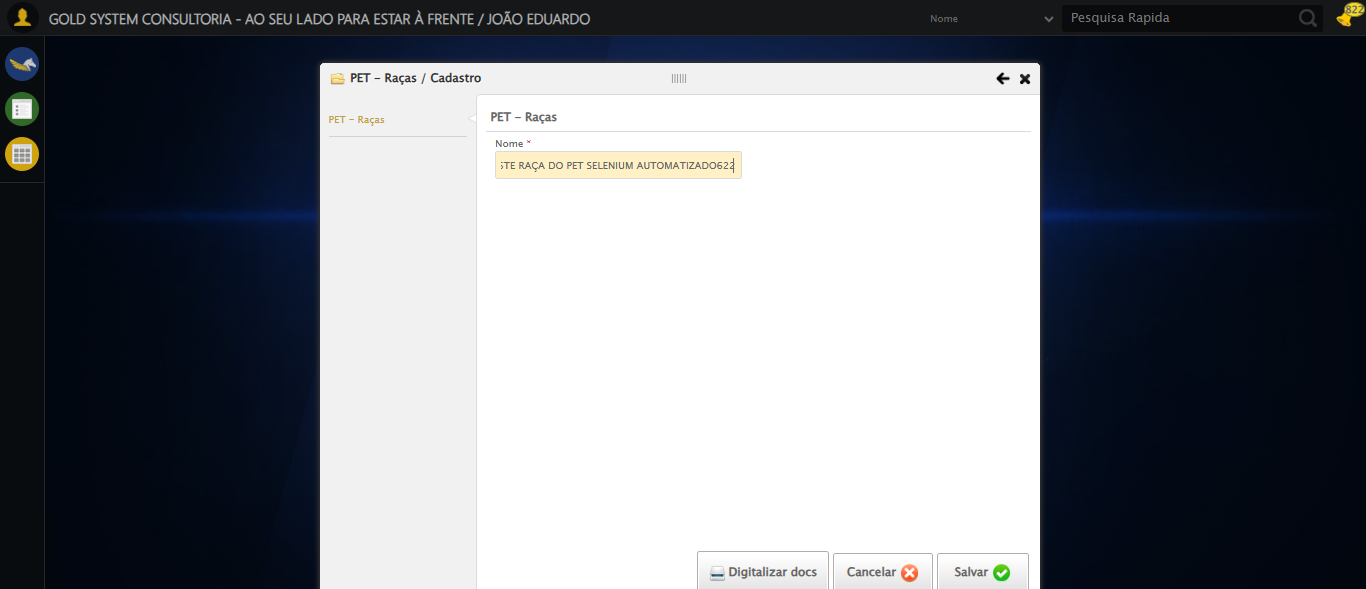 GOLD SYSTEM CONSULTORIA - AO SEU LADO PARA ESTAR À FRENTE / JOÃO EDUARDO
Nome
Pesquisa Rapida
822
PET - Raças / Cadastro
PET - Raças
PET - Raças
Nome *
RAÇA DO PET SELENIUM AUTOMATIZADO622
Digitalizar docs
Cancelar
Salvar